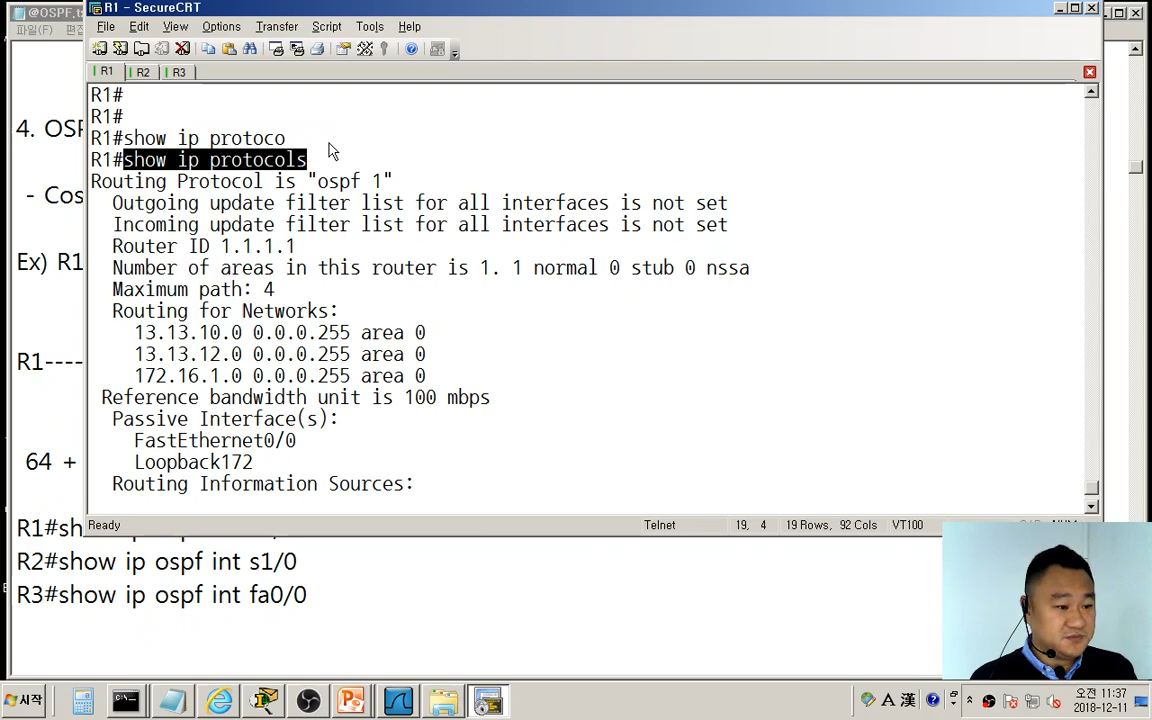 @OSPF.t
파일(F) 편
R1 - SecureCRT
File Edit View Options Transfer Script Tools Help
R1 R2 R3
R1#
R1#
R1#show ip protoco
R1#show ip protocols
Routing Protocol is "ospf 1"
Outgoing update filter list for all interfaces is not set
Incoming update filter list for all interfaces is not set
Router ID 1.1.1.1
Number of areas in this router is 1. 1 normal 0 stub 0 nssa
Maximum path: 4
Routing for Networks:
13.13.10.0 0.0.0.255 area 0
13.13.12.0 0.0.0.255 area 0
172.16.1.0 0.0.0.255 area 0
Reference bandwidth unit is 100 mbps
Passive Interface(s):
FastEthernet0/0
Loopback172
Routing Information Sources:
Ready Telnet 19, 4 19 Rows, 92 Cols VT100
4. OSP
- Cos
Ex) R1
R1----
64 +
R1#sh
R2#show ip ospf int s1/0
R3#show ip ospf int fa0/0
시작
A 漢
오전 11:37
2018-12-11